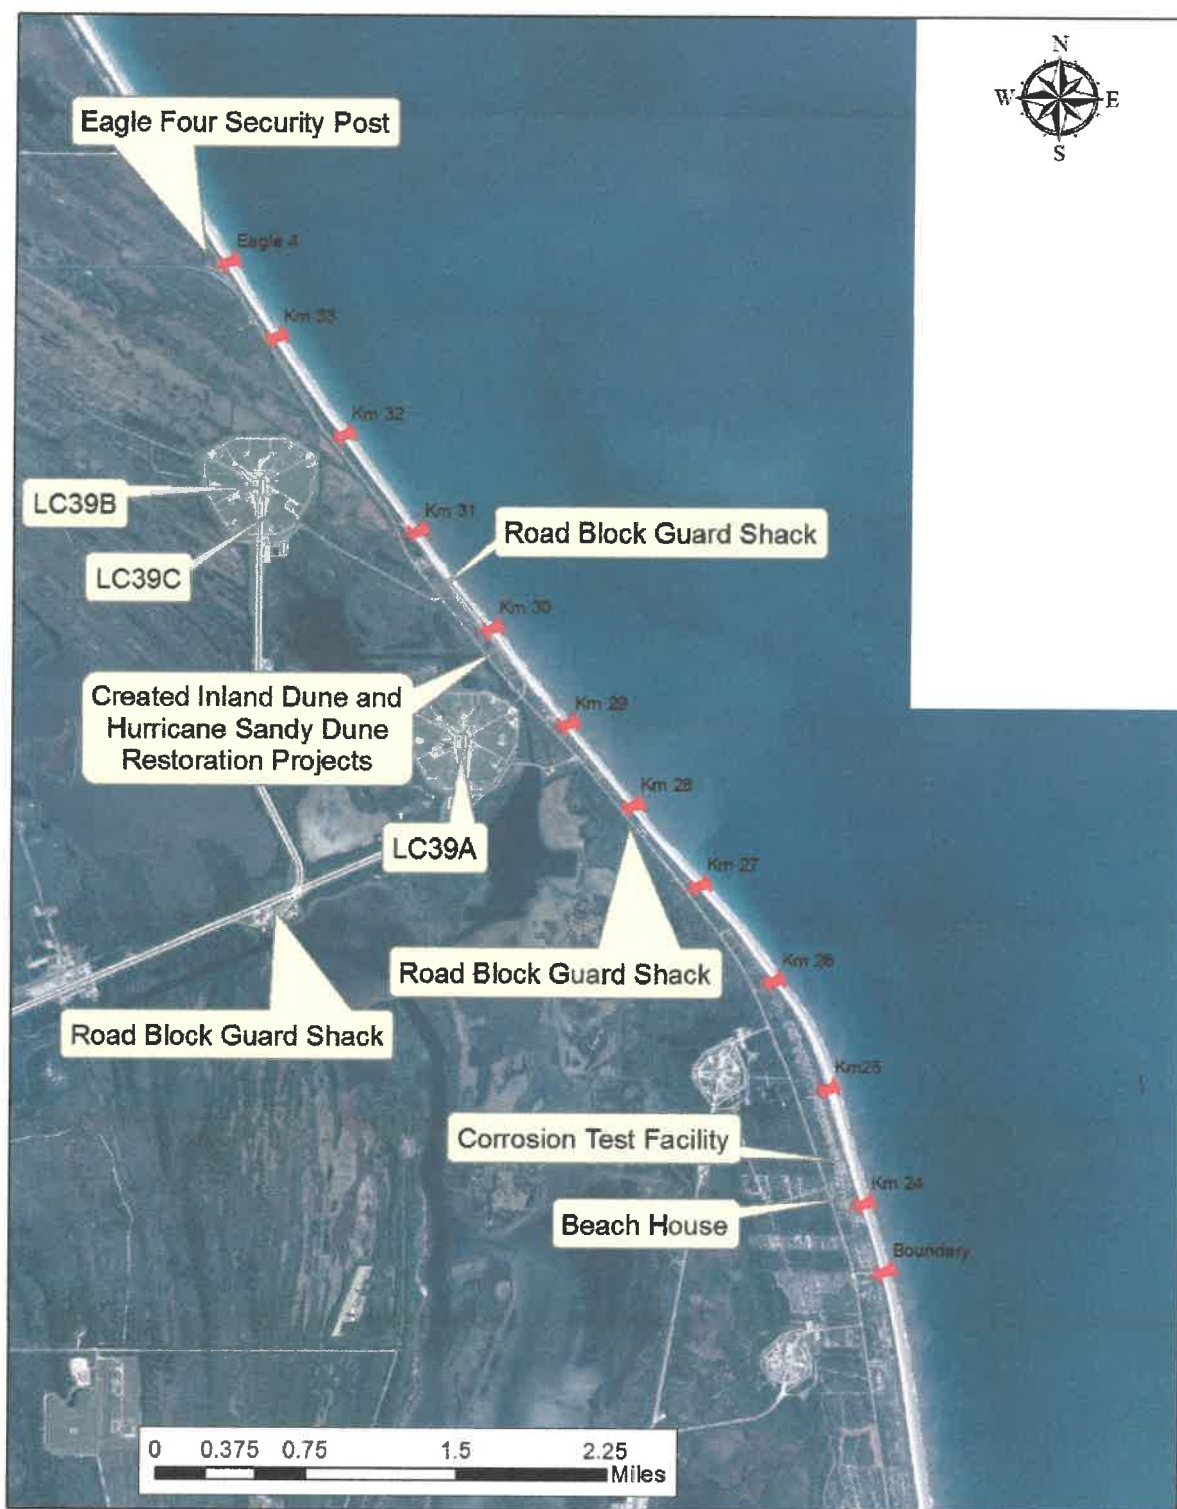 N
W E
S
Eagle Four Security Post
Eagle 4
Km 33
Km 32
LC39B
Km 31
Road Block Guard Shack
LC39C
Km 30
Created Inland Dune and
Hurricane Sandy Dune
Restoration Projects
Km 29
Km 28
LC39A
Km 27
Road Block Guard Shack
Km 26
Road Block Guard Shack
Km25
Corrosion Test Facility
Km 24
Beach House
Boundary
0 0.375 0.75 1.5 2.25
Miles